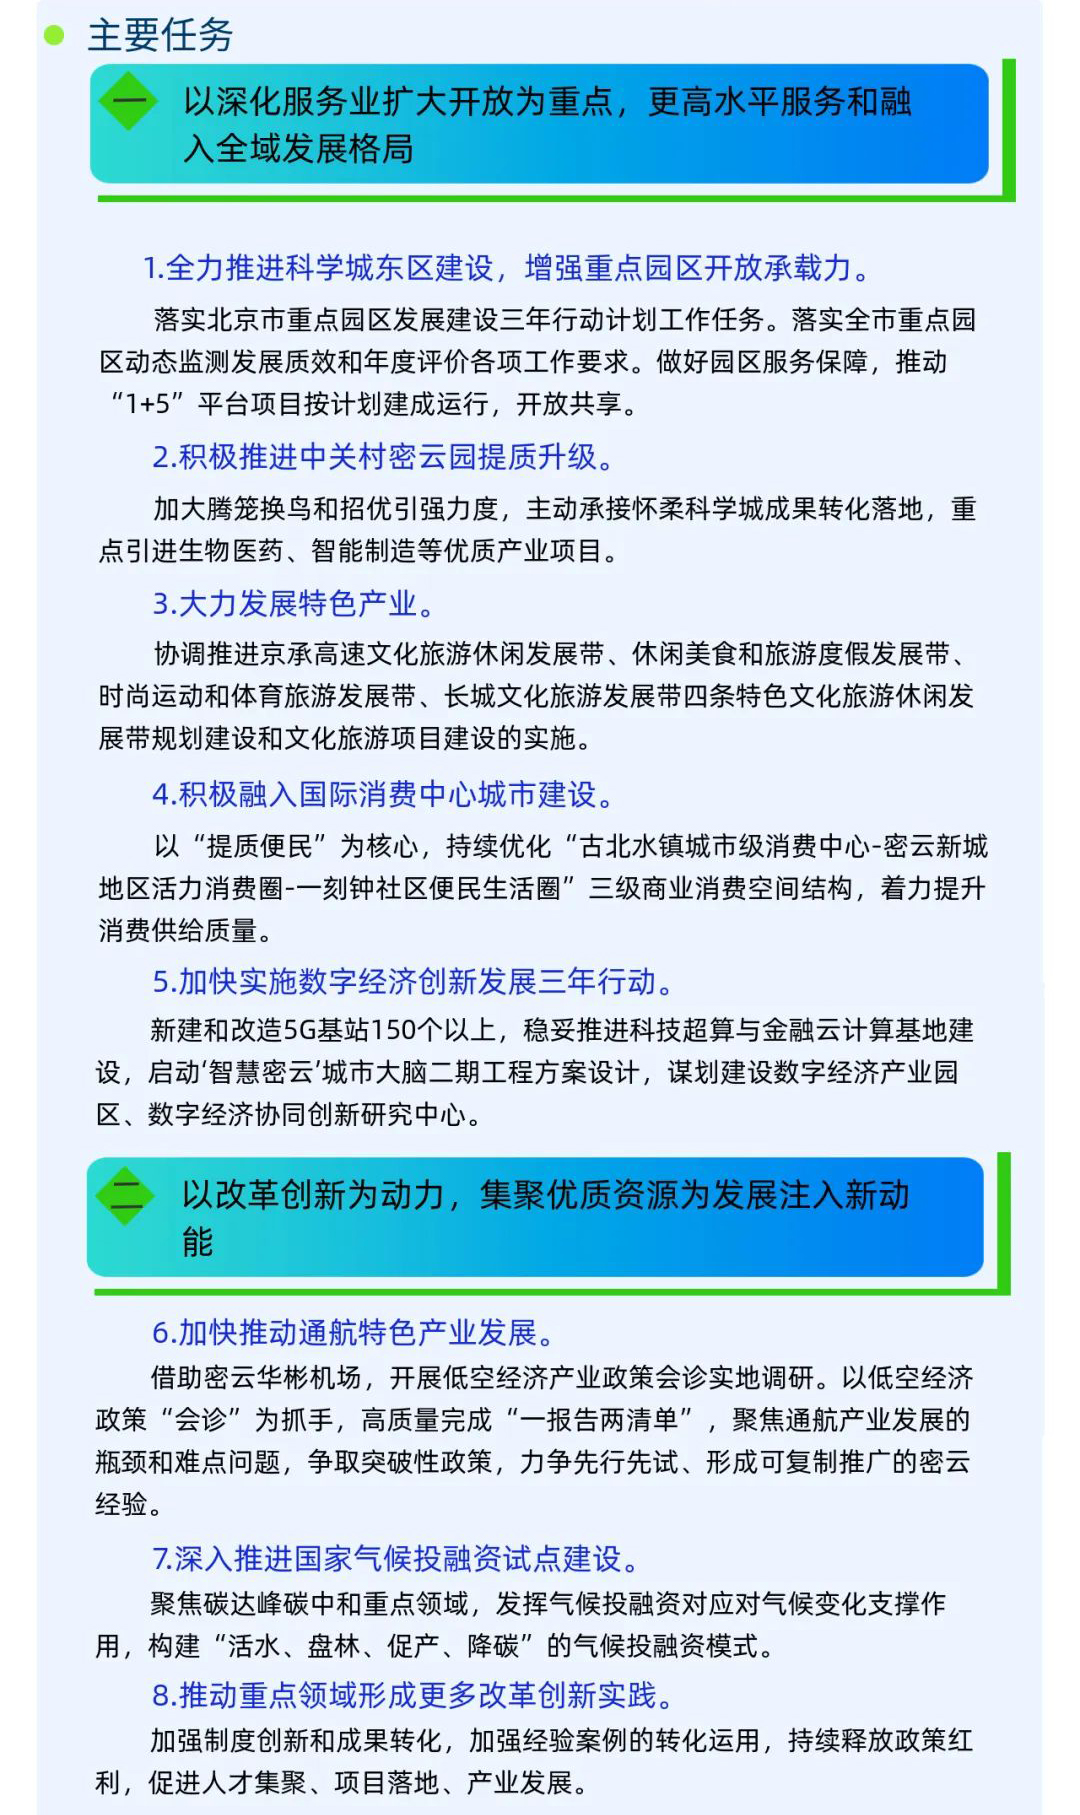 主要任务
一
以深化服务业扩大开放为重点，更高水平服务和融
入全域发展格局
1.全力推进科学城东区建设，增强重点园区开放承载力。
落实北京市重点园区发展建设三年行动计划工作任务。落实全市重点园
区动态监测发展质效和年度评价各项工作要求。做好园区服务保障，推动
“1+5”平台项目按计划建成运行，开放共享。
2.积极推进中关村密云园提质升级。
加大腾笼换鸟和招优引强力度，主动承接怀柔科学城成果转化落地，重
点引进生物医药、智能制造等优质产业项目。
3.大力发展特色产业。
协调推进京承高速文化旅游休闲发展带、休闲美食和旅游度假发展带、
时尚运动和体育旅游发展带、长城文化旅游发展带四条特色文化旅游休闲发
展带规划建设和文化旅游项目建设的实施。
4.积极融入国际消费中心城市建设。
以“提质便民”为核心，持续优化“古北水镇城市级消费中心-密云新城
地区活力消费圈-一刻钟社区便民生活圈”三级商业消费空间结构，着力提升
消费供给质量。
5.加快实施数字经济创新发展三年行动。
新建和改造5G基站150个以上，稳妥推进科技超算与金融云计算基地建
设，启动‘智慧密云’城市大脑二期工程方案设计，谋划建设数字经济产业园
区、数字经济协同创新研究中心。
二
以改革创新为动力，集聚优质资源为发展注入新动
能
6.加快推动通航特色产业发展。
借助密云华彬机场，开展低空经济产业政策会诊实地调研。以低空经济
政策“会诊”为抓手，高质量完成“一报告两清单”，聚焦通航产业发展的
瓶颈和难点问题，争取突破性政策，力争先行先试、形成可复制推广的密云
经验。
7.深入推进国家气候投融资试点建设。
聚焦碳达峰碳中和重点领域，发挥气候投融资对应对气候变化支撑作
用，构建“活水、盘林、促产、降碳”的气候投融资模式。
8.推动重点领域形成更多改革创新实践。
加强制度创新和成果转化，加强经验案例的转化运用，持续释放政策红
利，促进人才集聚、项目落地、产业发展。